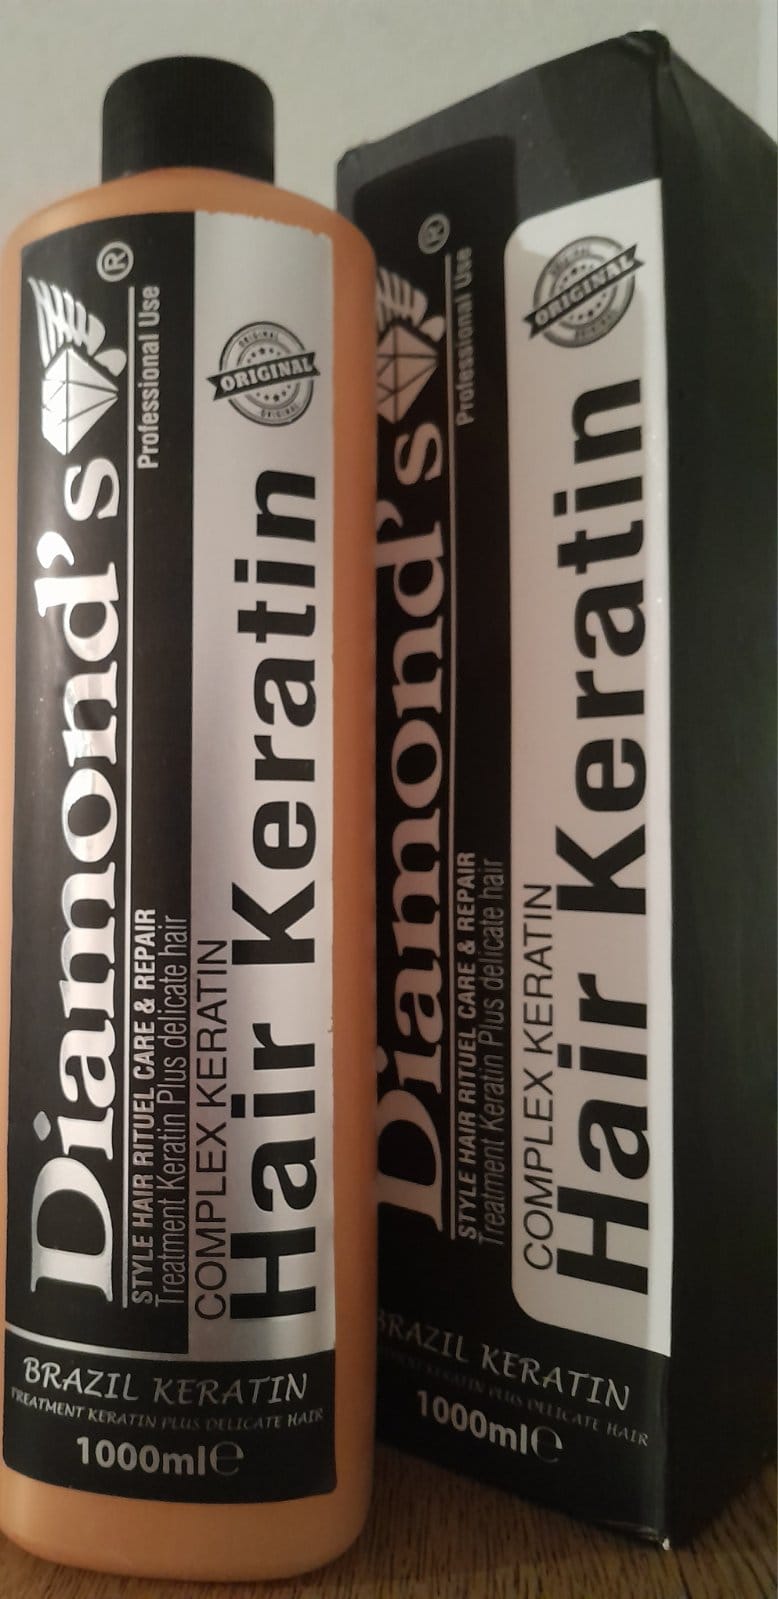 Diamond's ®
Professional Use
STYLE HAIR RITUEL CARE & REPAIR
Treatment Keratin Plus delicate hair
ORIGINAL
ORIGINAL
ORIGINAL
COMPLEX KERATIN
Hair Keratin
BRAZIL KERATIN
TREATMENT KERATIN PLUS DELICATE HAIR
1000ml℮
Diamond's ®
Professional Use
STYLE HAIR RITUEL CARE & REPAIR
Treatment Keratin Plus delicate hair
ORIGINAL
COMPLEX KERATIN
Hair Keratin
BRAZIL KERATIN
TREATMENT KERATIN PLUS DELICATE HAIR
1000ml℮